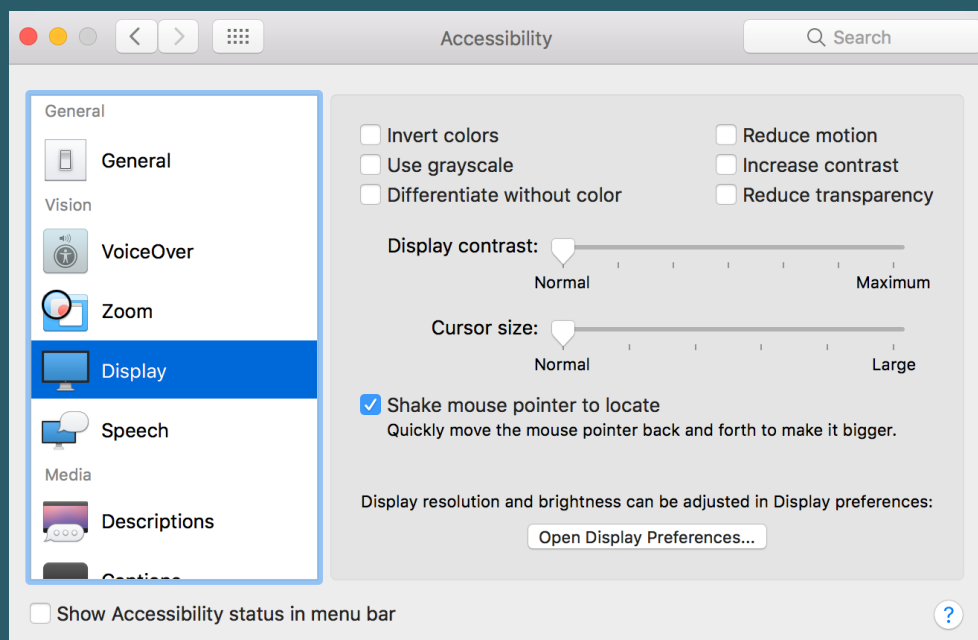 Accessibility
Search
General
General
Vision
VoiceOver
Zoom
Display
Speech
Media
Descriptions
Invert colors
Use grayscale
Differentiate without color
Reduce motion
Increase contrast
Reduce transparency
Display contrast:
Normal
Maximum
Cursor size:
Normal
Large
Shake mouse pointer to locate
Quickly move the mouse pointer back and forth to make it bigger.
Display resolution and brightness can be adjusted in Display preferences:
Open Display Preferences...
Show Accessibility status in menu bar
?